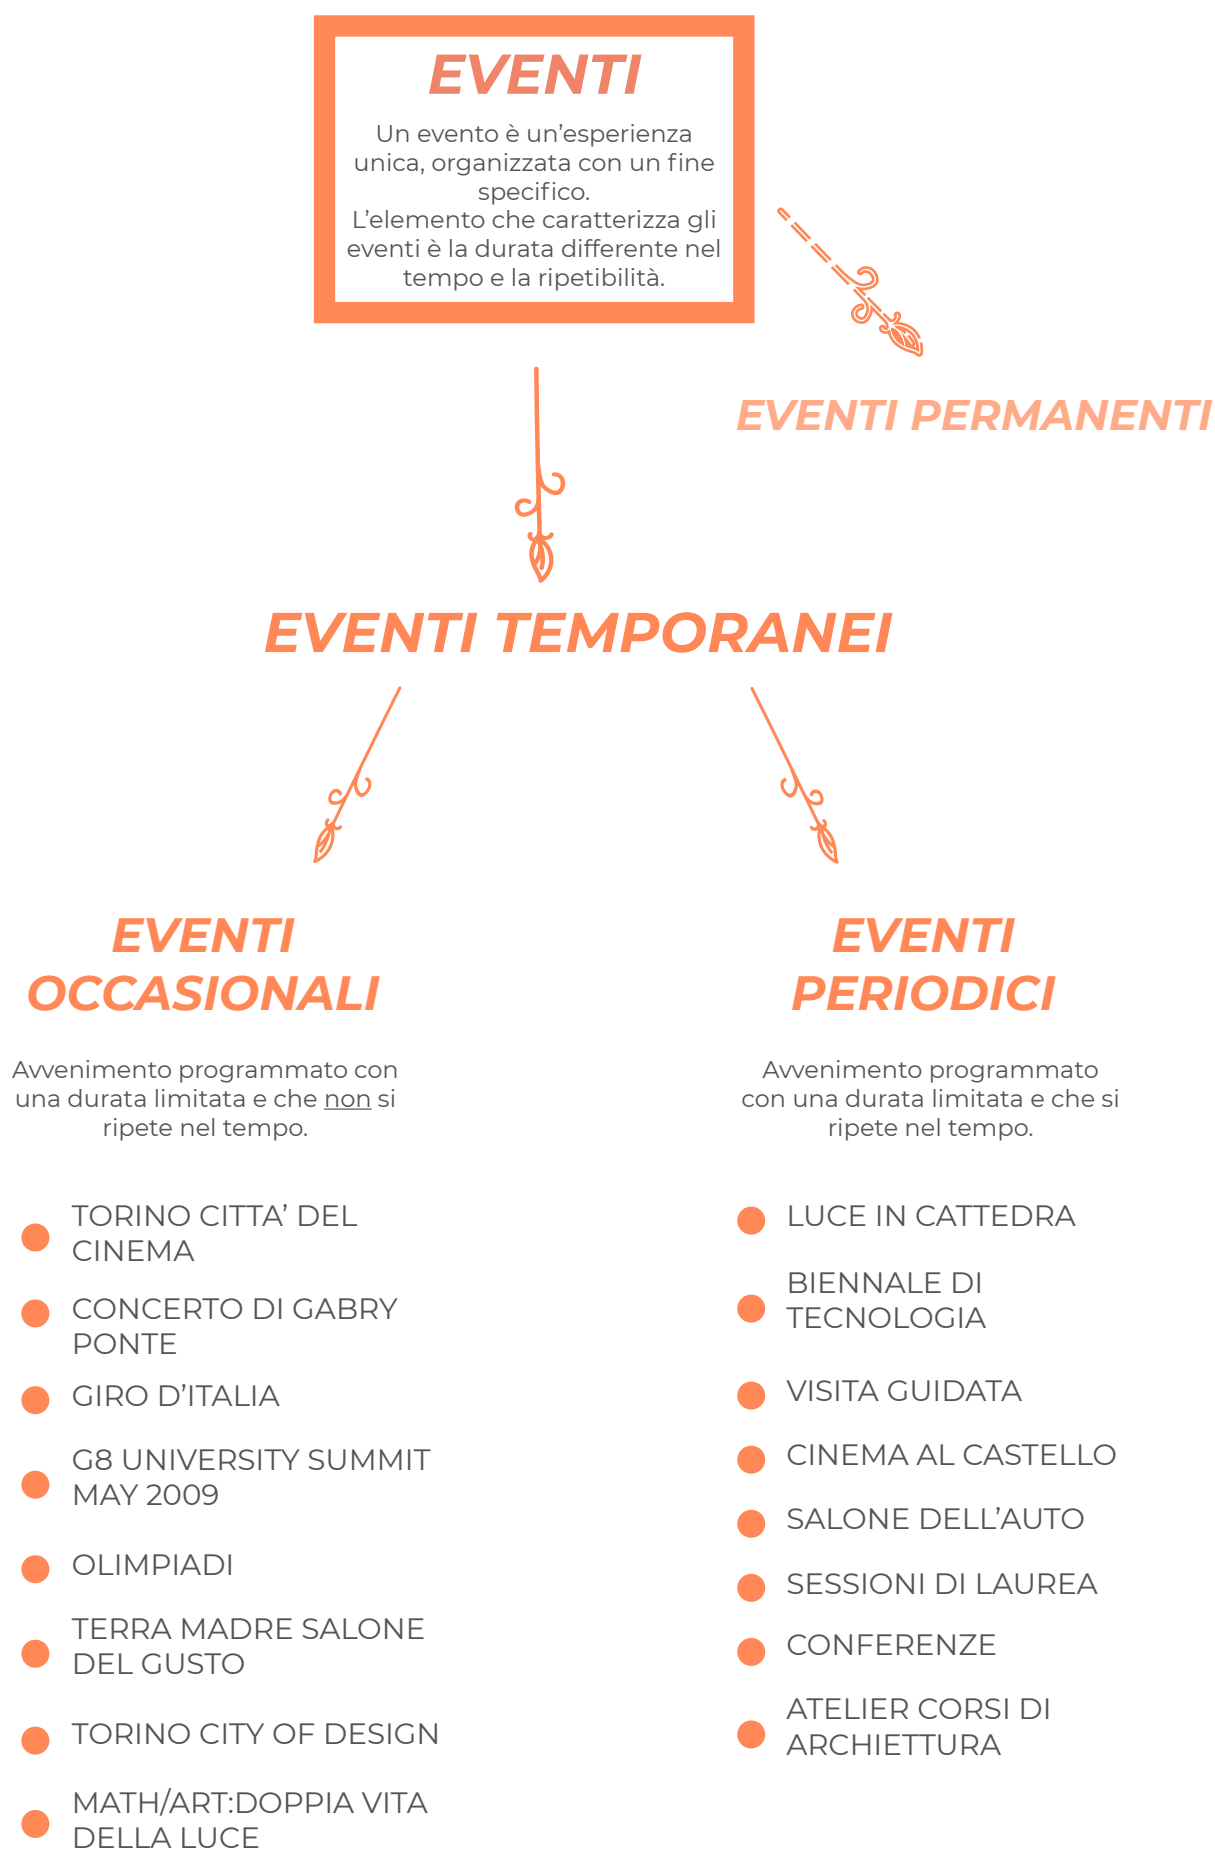 EVENTI
Un evento è un’esperienza
unica, organizzata con un fine
specifico.
L’elemento che caratterizza gli
eventi è la durata differente nel
tempo e la ripetibilità.
EVENTI PERMANENTI
EVENTI TEMPORANEI
EVENTI
OCCASIONALI
Avvenimento programmato con
una durata limitata e che non si
ripete nel tempo.
TORINO CITTA’ DEL
CINEMA
CONCERTO DI GABRY
PONTE
GIRO D’ITALIA
G8 UNIVERSITY SUMMIT
MAY 2009
OLIMPIADI
TERRA MADRE SALONE
DEL GUSTO
TORINO CITY OF DESIGN
MATH/ART:DOPPIA VITA
DELLA LUCE
EVENTI
PERIODICI
Avvenimento programmato
con una durata limitata e che si
ripete nel tempo.
LUCE IN CATTEDRA
BIENNALE DI
TECNOLOGIA
VISITA GUIDATA
CINEMA AL CASTELLO
SALONE DELL’AUTO
SESSIONI DI LAUREA
CONFERENZE
ATELIER CORSI DI
ARCHIETTURA